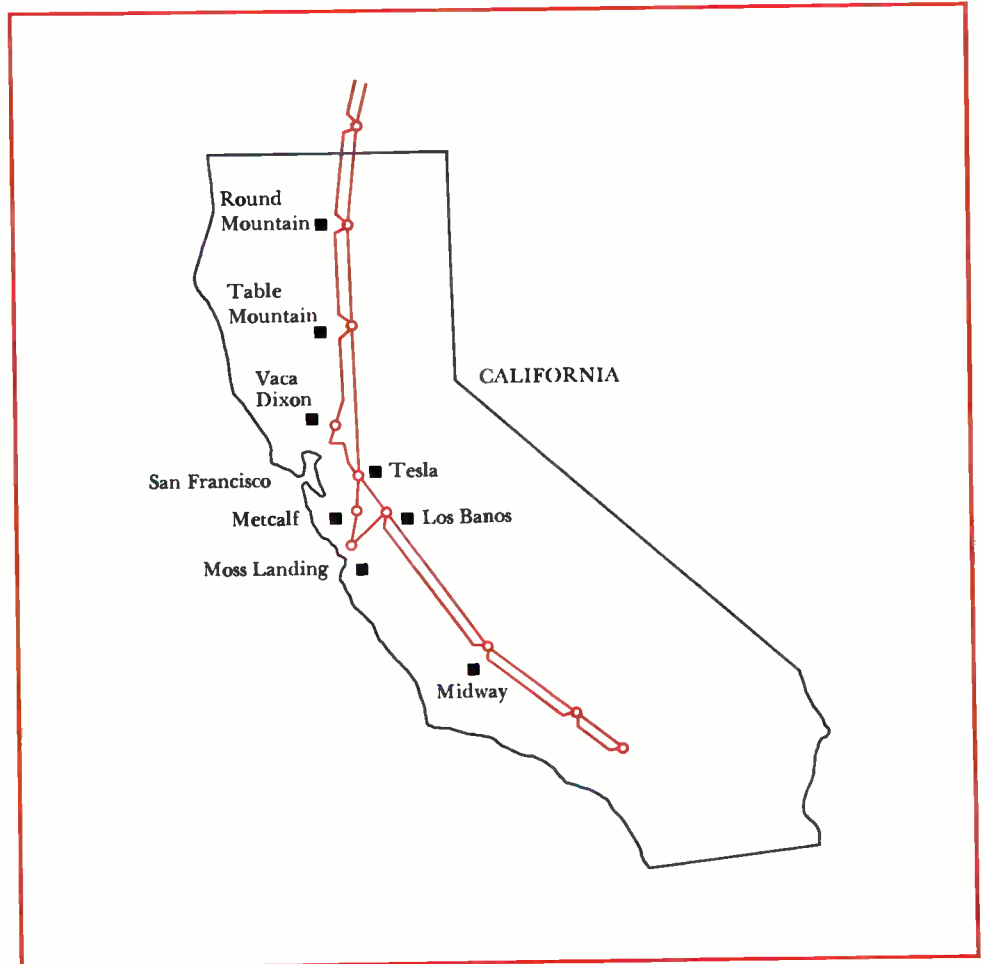 Round
Mountain
Table
Mountain
Vaca
Dixon
CALIFORNIA
San Francisco
Tesla
Metcalf
Los Banos
Moss Landing
Midway